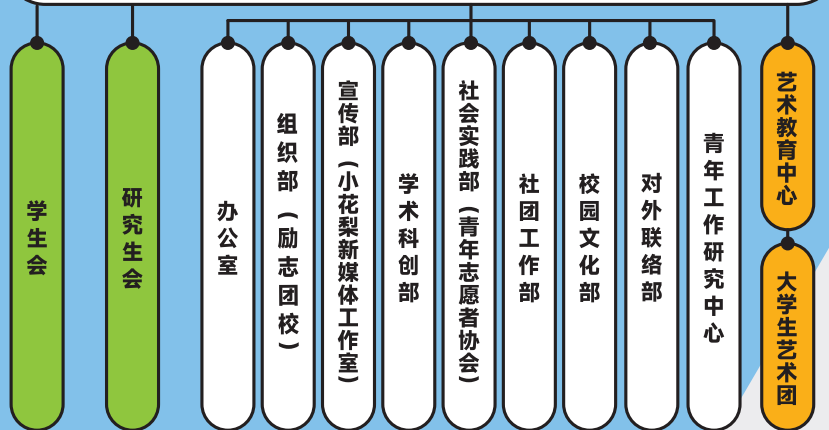 学生会
研究生会
办公室
组织部（励志团校）
宣传部（小花梨新媒体工作室）
学术科创部
社会实践部（青年志愿者协会）
社团工作部
校园文化部
对外联络部
青年工作研究中心
艺术教育中心
大学生艺术团